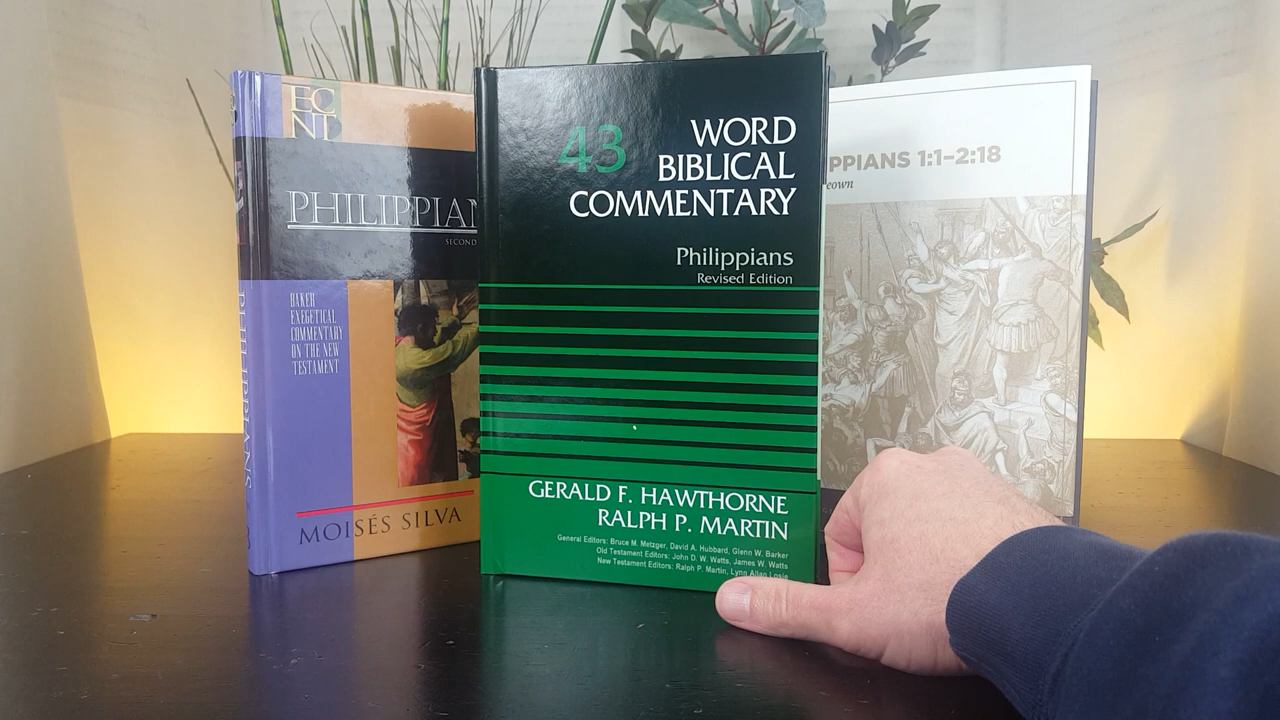 EC
NT
PHILIPPIAN
SECOND
BAKER
EXEGETICAL
COMMENTARY
ON THE NEW
TESTAMENT
MOISÉS SILVA
PHILIPPIANS
43
WORD
BIBLICAL
COMMENTARY
Philippians
Revised Edition
GERALD F. HAWTHORNE
RALPH P. MARTIN
General Editors: Bruce M. Metzger, David A. Hubbard, Glenn W. Barker
Old Testament Editors: John D. W. Watts, James W. Watts
New Testament Editors: Ralph P. Martin, Lynn Allan Losie
PPIANS 1:1–2:18
eown